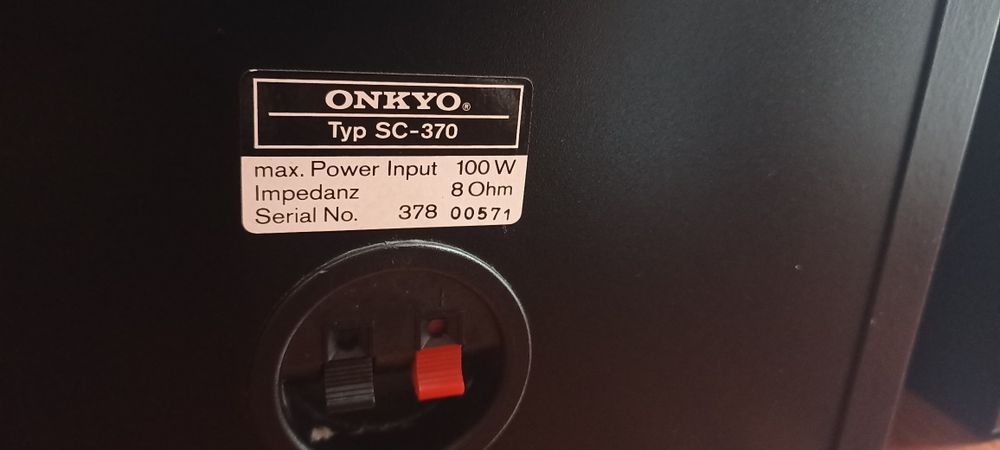 ONKYO®
Typ SC-370
max. Power Input 100 W
Impedanz 8 Ohm
Serial No. 378 00571